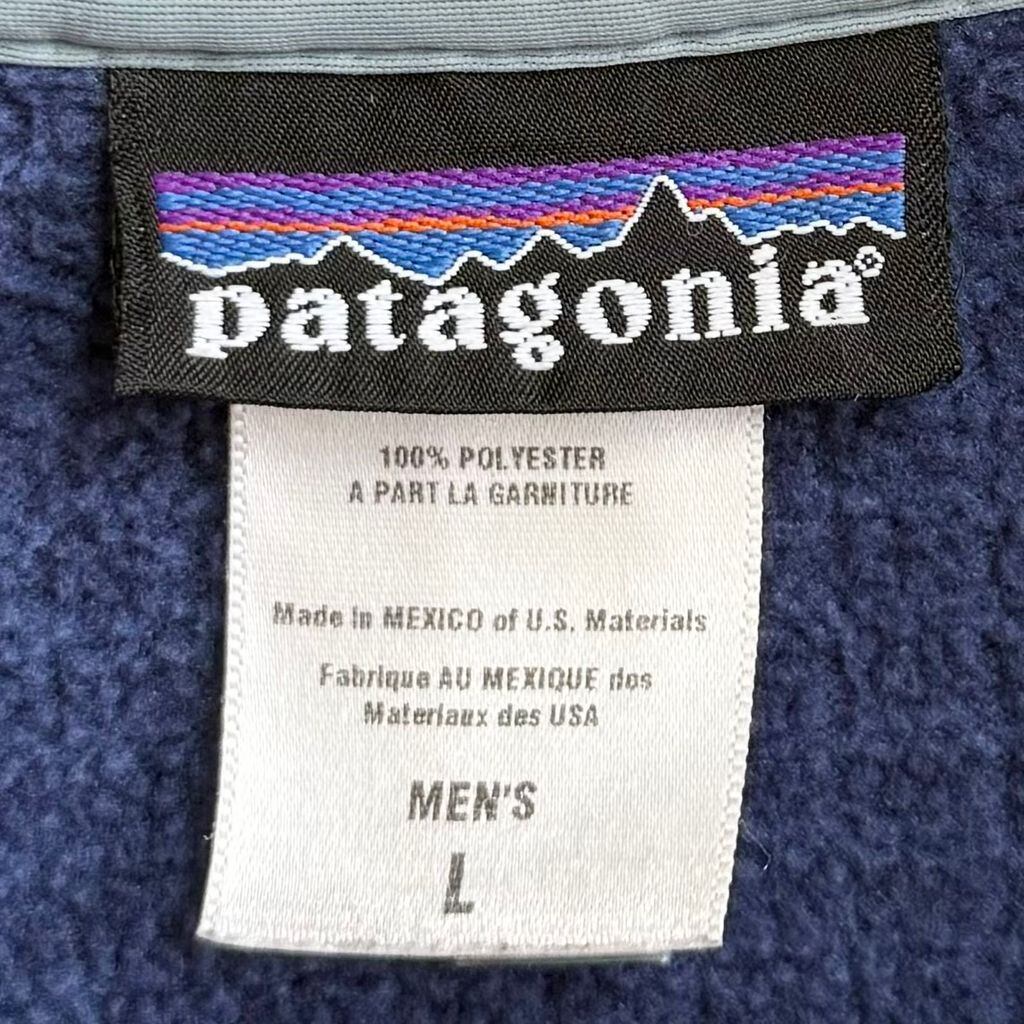 patagonia®
100% POLYESTER
A PART LA GARNITURE
Made in MEXICO of U.S. Materials
Fabrique AU MEXIQUE des
Materiaux des USA
MEN'S
L